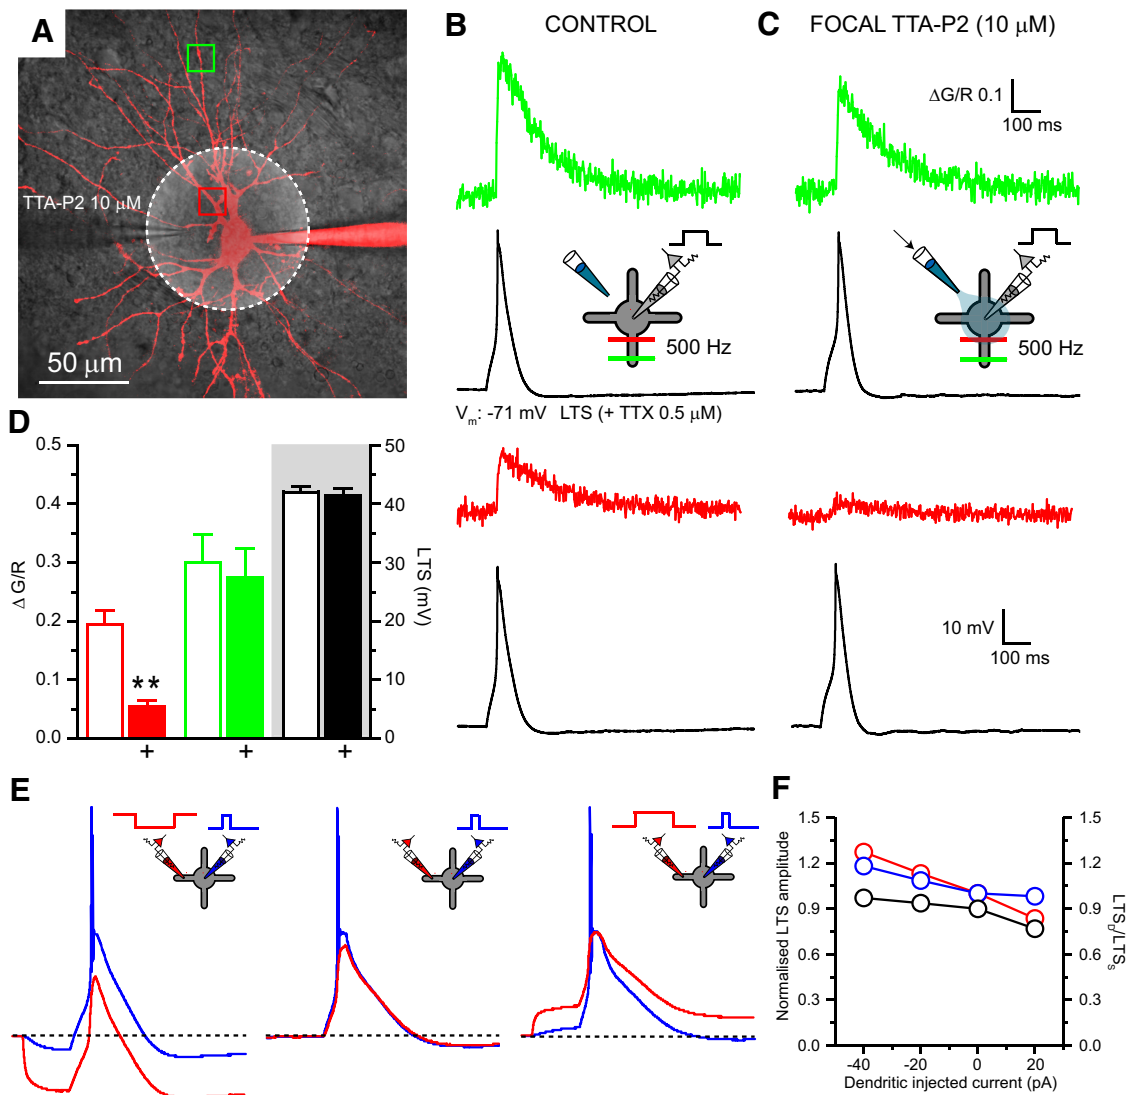 A
TTA-P2 10 μM
50 μm
B
CONTROL
C
FOCAL TTA-P2 (10 μM)
ΔG/R 0.1
100 ms
500 Hz
500 Hz
Vm: -71 mV LTS (+ TTX 0.5 μM)
10 mV
100 ms
D
0.5
0.4
0.3
0.2
0.1
0.0
Δ G/R
**
+
+
+
50
40
30
20
10
0
LTS (mV)
E
F
1.5
1.2
0.9
0.6
0.3
0.0
Normalised LTS amplitude
1.5
1.2
0.9
0.6
0.3
0.0
LTSD/LTSs
-40
-20
0
20
Dendritic injected current (pA)